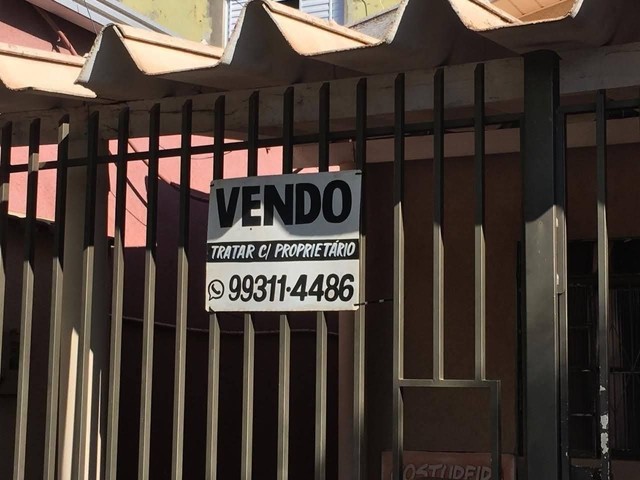 VENDO
TRATAR C/ PROPRIETÁRIO
99311-4486